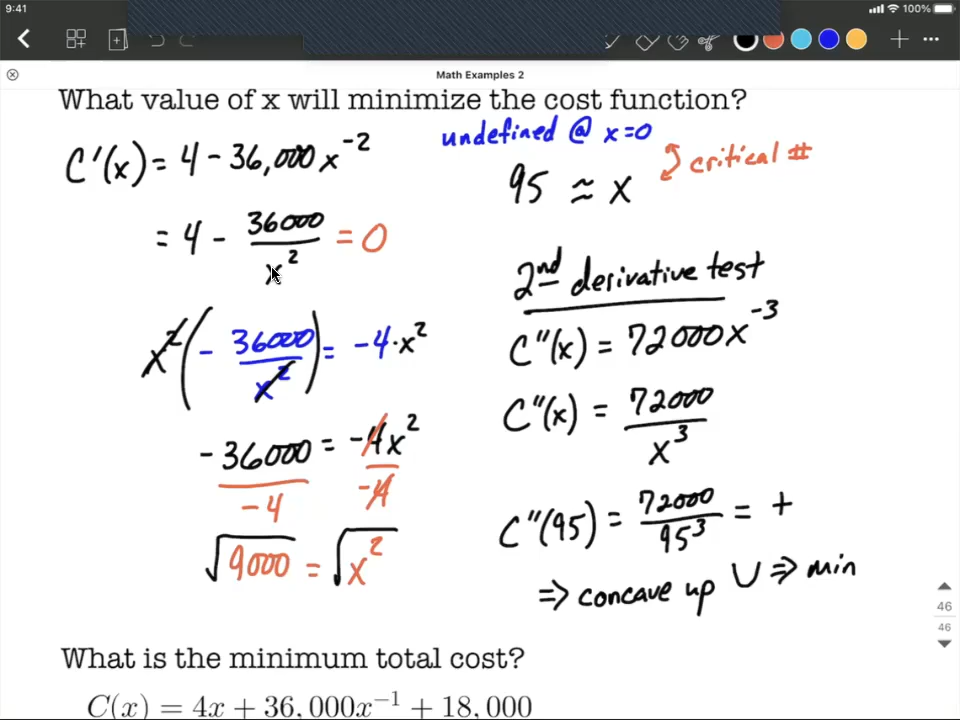 9:41
100%
Math Examples 2
What value of x will minimize the cost function?
C'(x) = 4 - 36,000 x^-2
= 4 - 36000/x^2 = 0
x^2 ( - 36000/x^2 ) = -4 · x^2
-36000 = -4x^2
-4 -4
√9000 = √x^2
undefined @ x=0
critical #
95 ≈ x
2nd derivative test
C''(x) = 72000x^-3
C''(x) = 72000/x^3
C''(95) = 72000/95^3 = +
⇒ concave up ∪ ⇒ min
46
46
What is the minimum total cost?
C(x) = 4x + 36,000x^-1 + 18,000